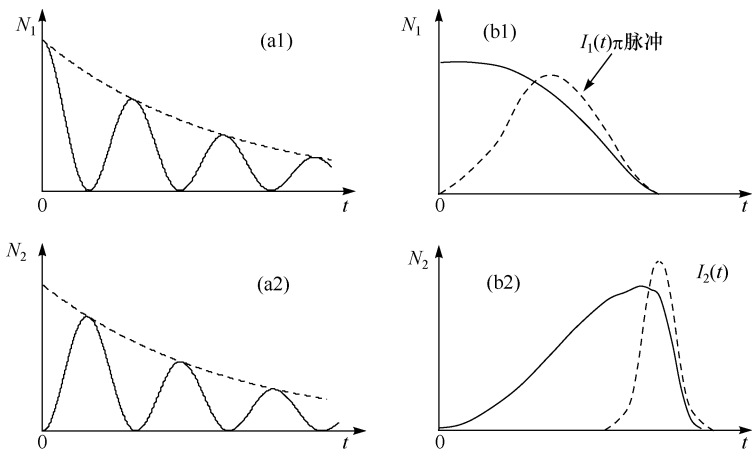 N₁
(a1)
0
t
N₁
(b1)
I₁(t)π脉冲
0
t
N₂
(a2)
0
t
N₂
(b2)
I₂(t)
0
t